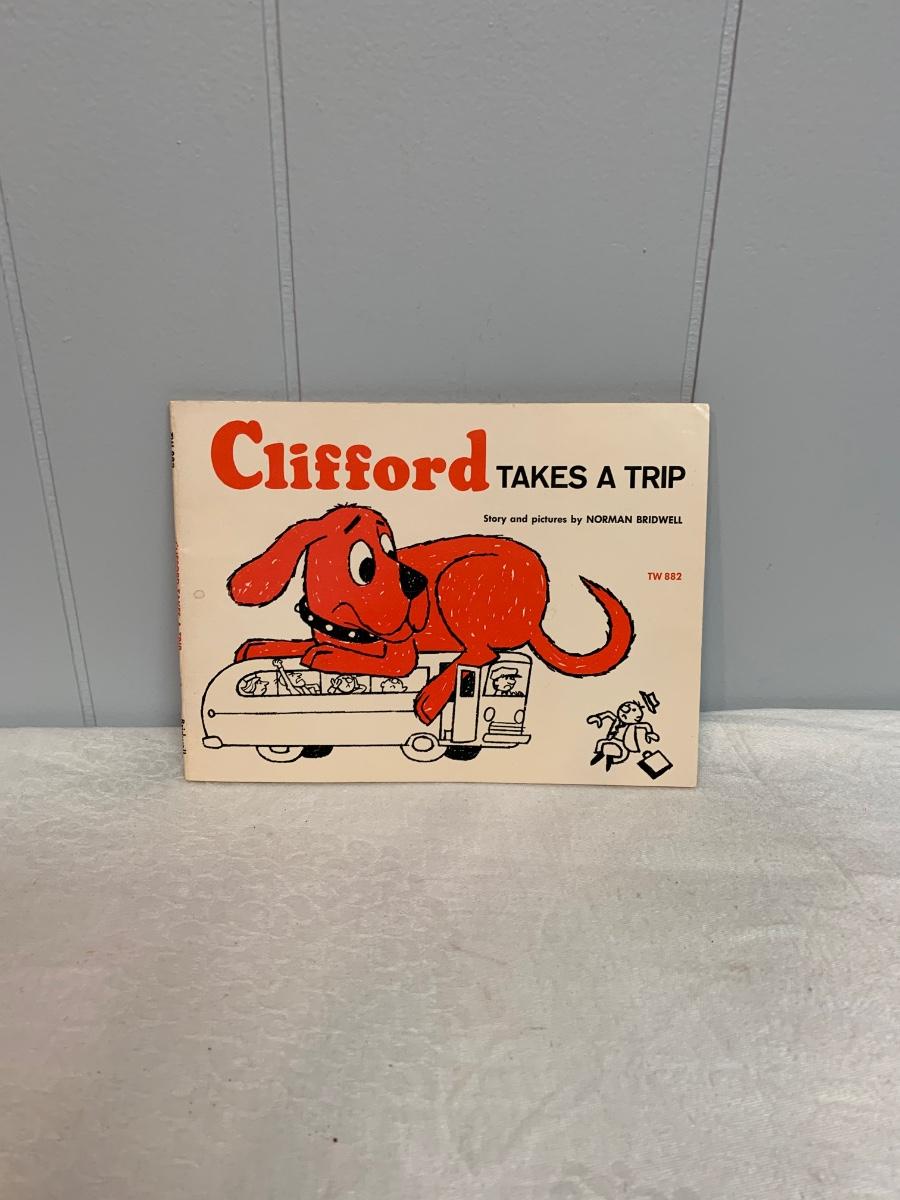 Clifford TAKES A TRIP
Story and pictures by NORMAN BRIDWELL
TW 882